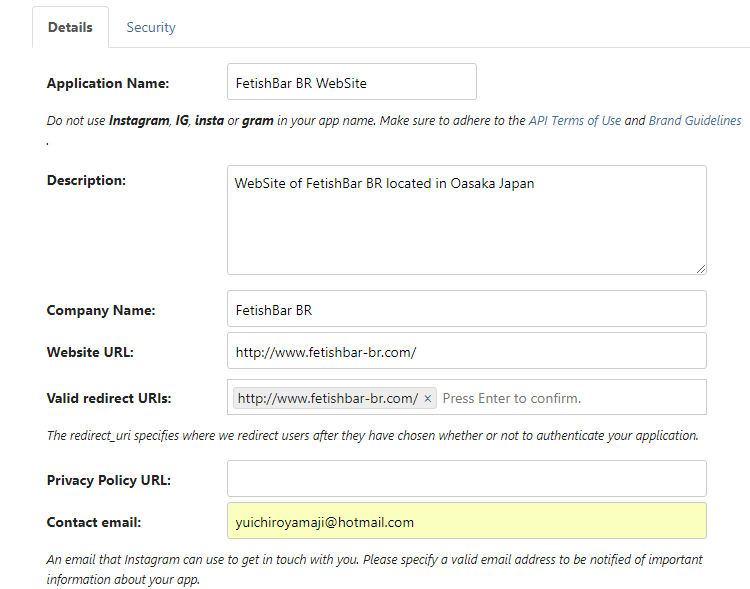 Details Security
Application Name: FetishBar BR WebSite
Do not use Instagram, IG, insta or gram in your app name. Make sure to adhere to the API Terms of Use and Brand Guidelines
.
Description: WebSite of FetishBar BR located in Oasaka Japan
Company Name: FetishBar BR
Website URL: http://www.fetishbar-br.com/
Valid redirect URIs: http://www.fetishbar-br.com/ × Press Enter to confirm.
The redirect_uri specifies where we redirect users after they have chosen whether or not to authenticate your application.
Privacy Policy URL:
Contact email: yuichiroyamaji@hotmail.com
An email that Instagram can use to get in touch with you. Please specify a valid email address to be notified of important
information about your app.